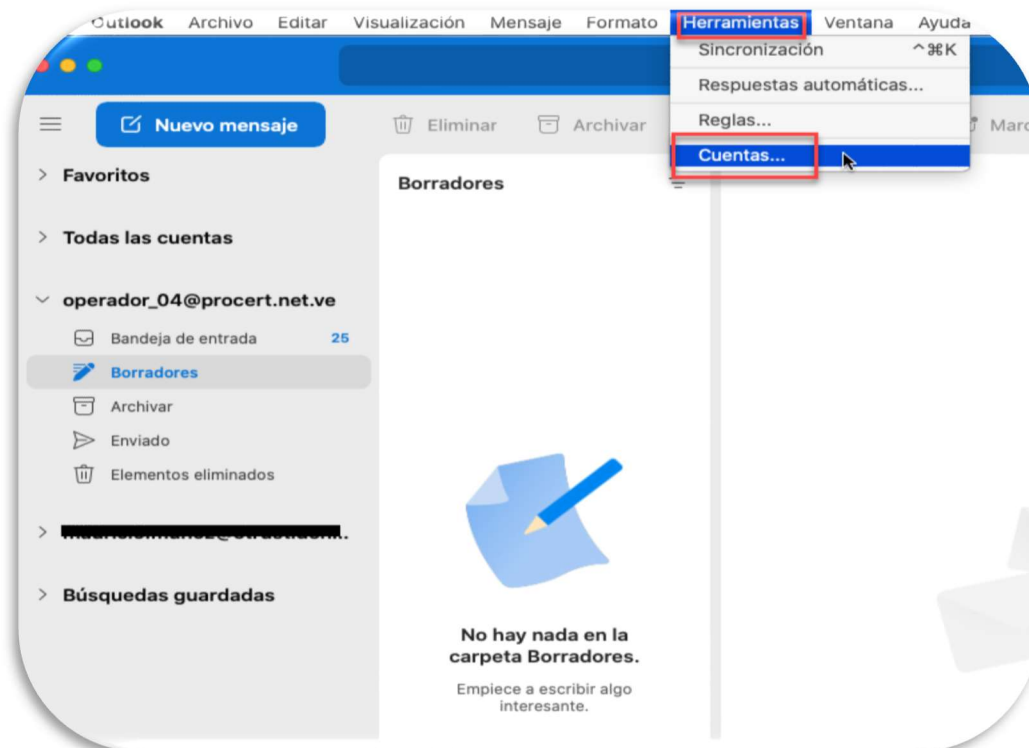 Outlook Archivo Editar Visualización Mensaje Formato Herramientas Ventana Ayuda
Sincronización ^⌘K
Respuestas automáticas...
Reglas...
Cuentas...
Nuevo mensaje
Eliminar Archivar
Favoritos
Todas las cuentas
operador_04@procert.net.ve
Bandeja de entrada 25
Borradores
Archivar
Enviado
Elementos eliminados
Búsquedas guardadas
Borradores
No hay nada en la
carpeta Borradores.
Empiece a escribir algo
interesante.